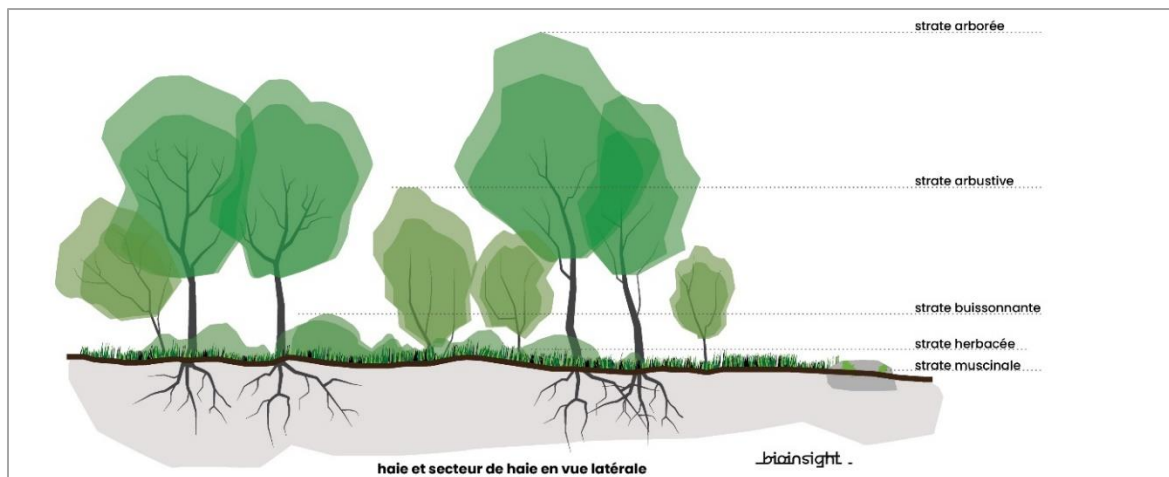 strate arborée
strate arbustive
strate buissonnante
strate herbacée
strate muscinale
bioinsight
haie et secteur de haie en vue latérale